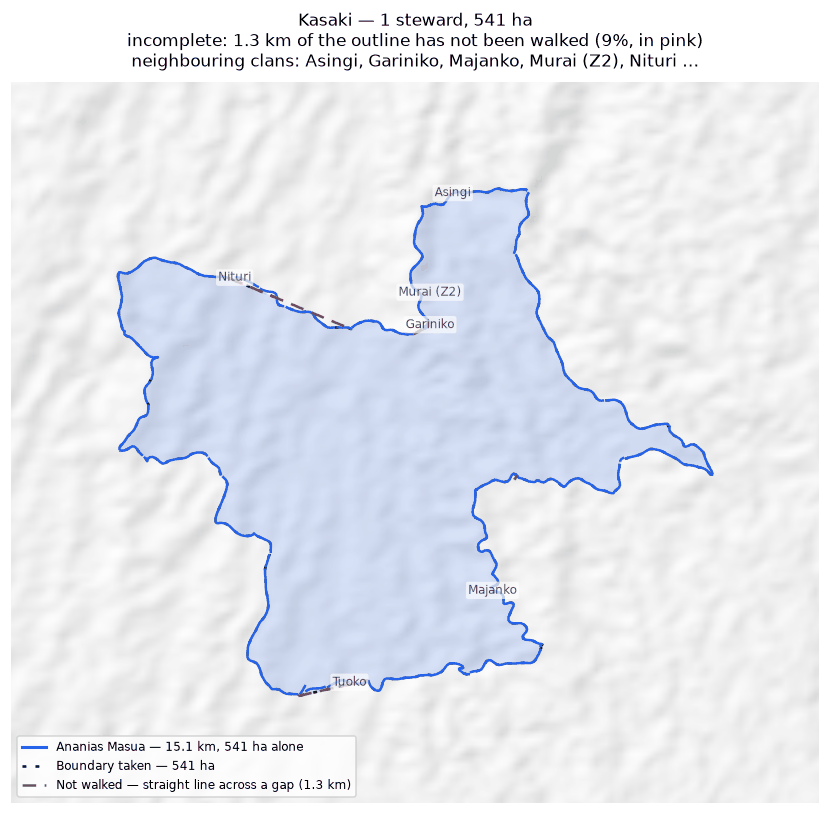 Kasaki — 1 steward, 541 ha
incomplete: 1.3 km of the outline has not been walked (9%, in pink)
neighbouring clans: Asingi, Gariniko, Majanko, Murai (Z2), Nituri ...
Asingi
Nituri
Murai (Z2)
Gariniko
Majanko
Tuoko
Ananias Masua — 15.1 km, 541 ha alone
Boundary taken — 541 ha
Not walked — straight line across a gap (1.3 km)